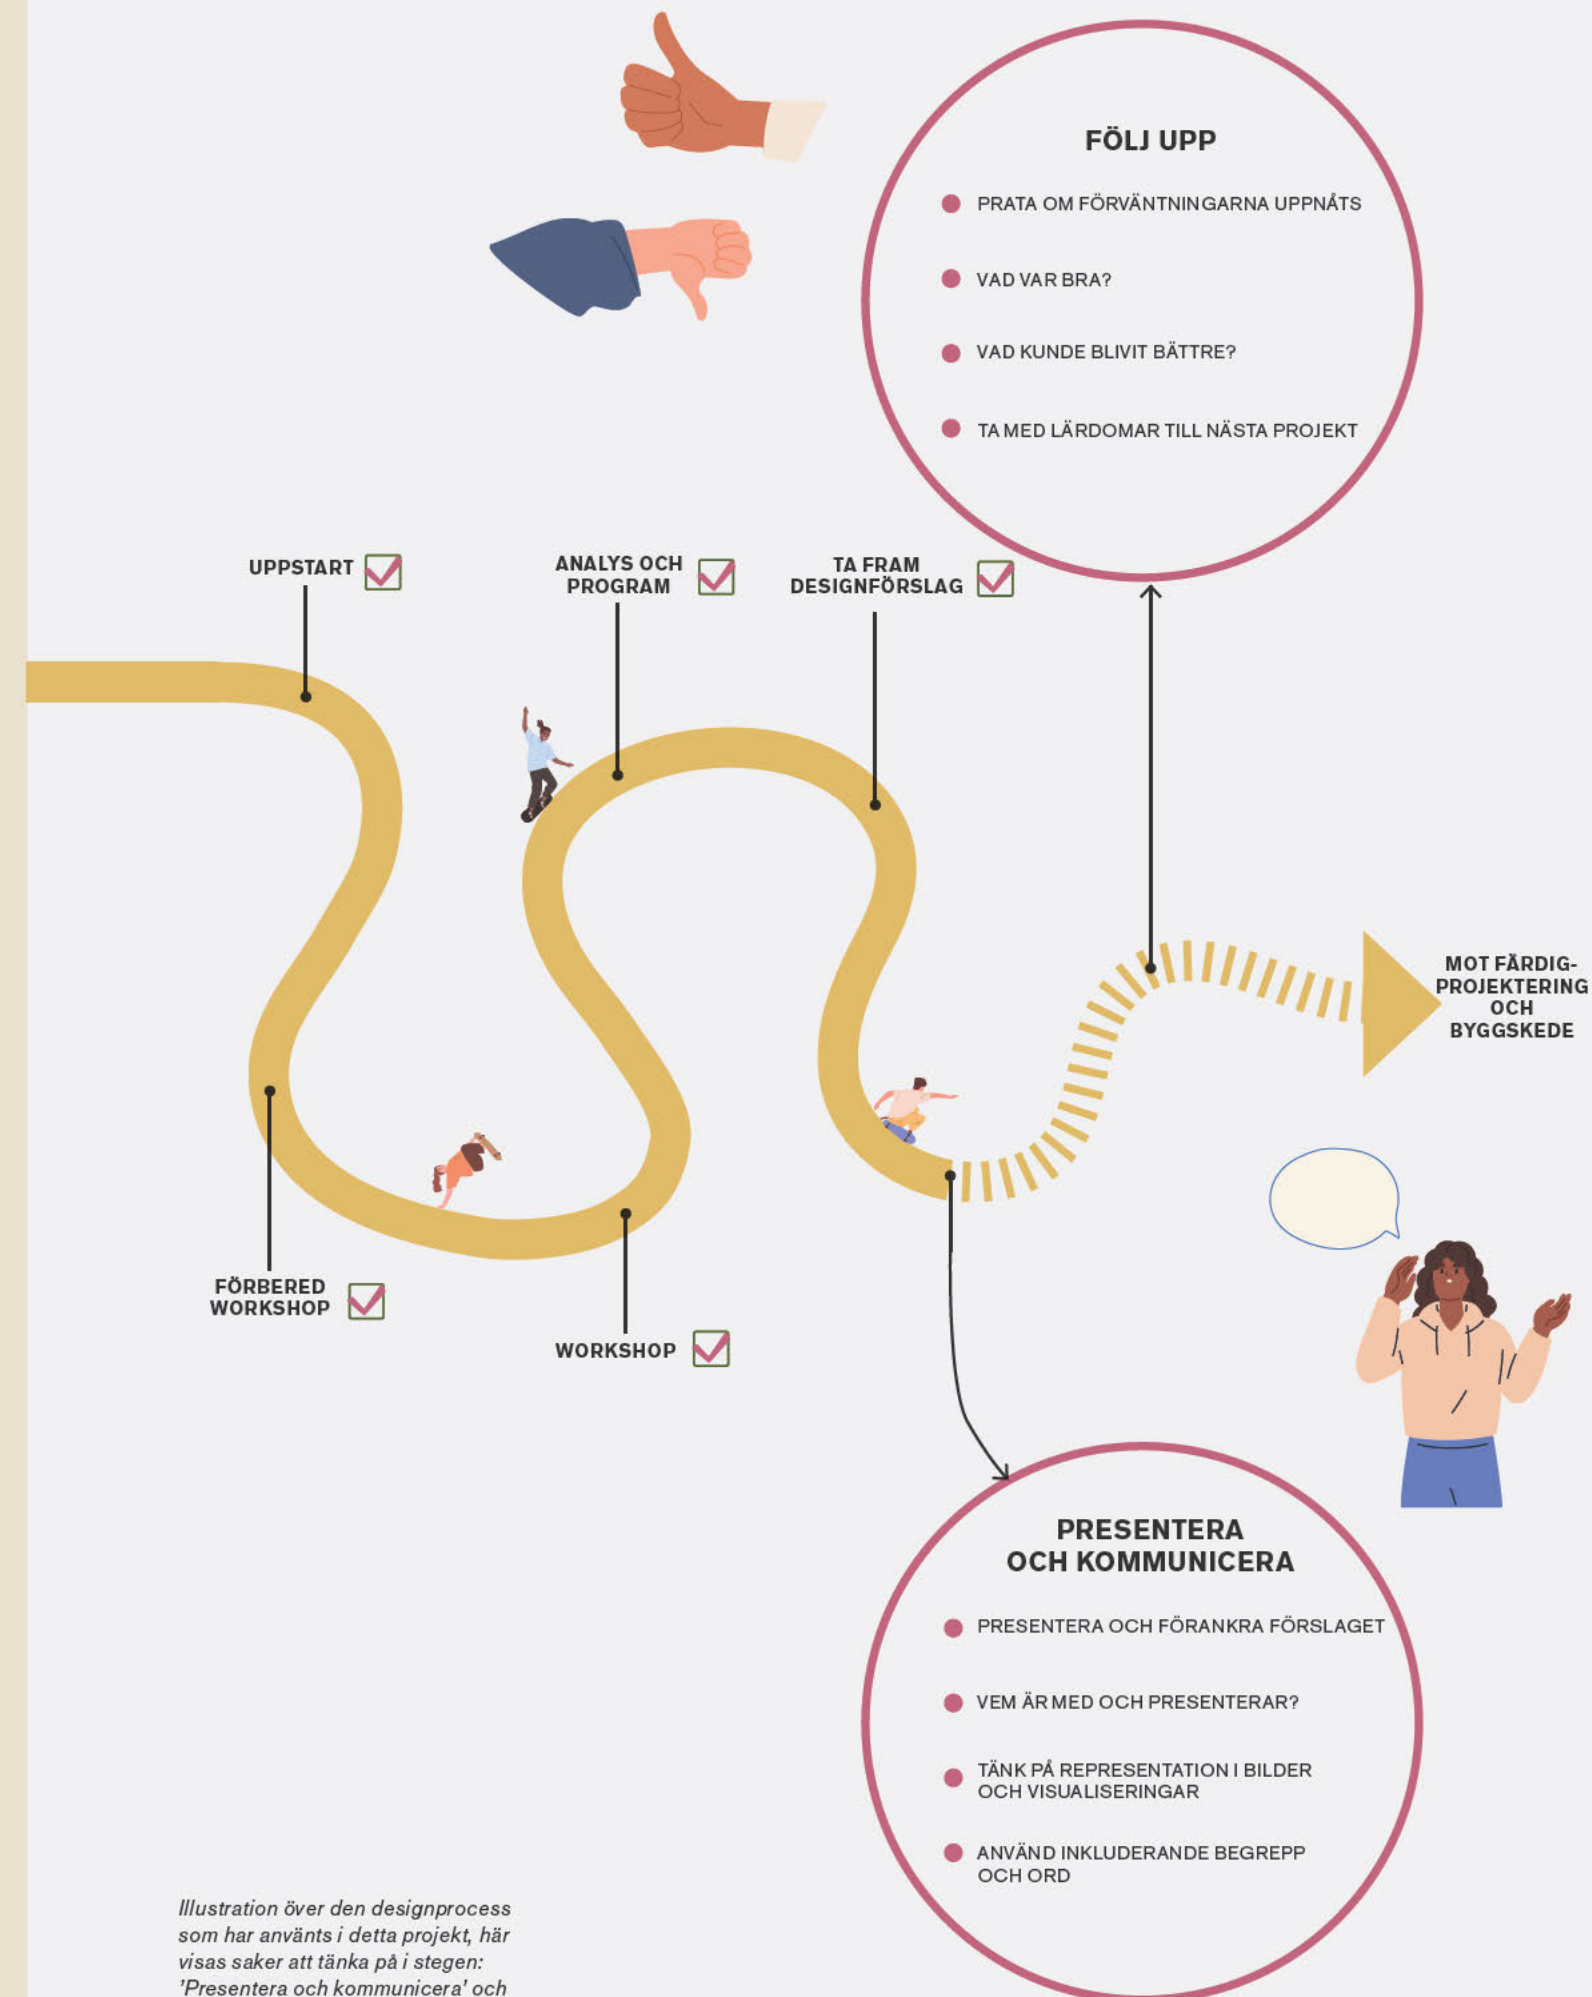 FÖLJ UPP
PRATA OM FÖRVÄNTNINGARNA UPPNÅTS
VAD VAR BRA?
VAD KUNDE BLIVIT BÄTTRE?
TA MED LÄRDOMAR TILL NÄSTA PROJEKT
UPPSTART
ANALYS OCH
PROGRAM
TA FRAM
DESIGNFÖRSLAG
MOT FÄRDIG-
PROJEKTERING
OCH
BYGGSKEDE
FÖRBERED
WORKSHOP
WORKSHOP
PRESENTERA
OCH KOMMUNICERA
PRESENTERA OCH FÖRANKRA FÖRSLAGET
VEM ÄR MED OCH PRESENTERAR?
TÄNK PÅ REPRESENTATION I BILDER
OCH VISUALISERINGAR
ANVÄND INKLUDERANDE BEGREPP
OCH ORD
Illustration över den designprocess
som har använts i detta projekt, här
visas saker att tänka på i stegen:
’Presentera och kommunicera’ och